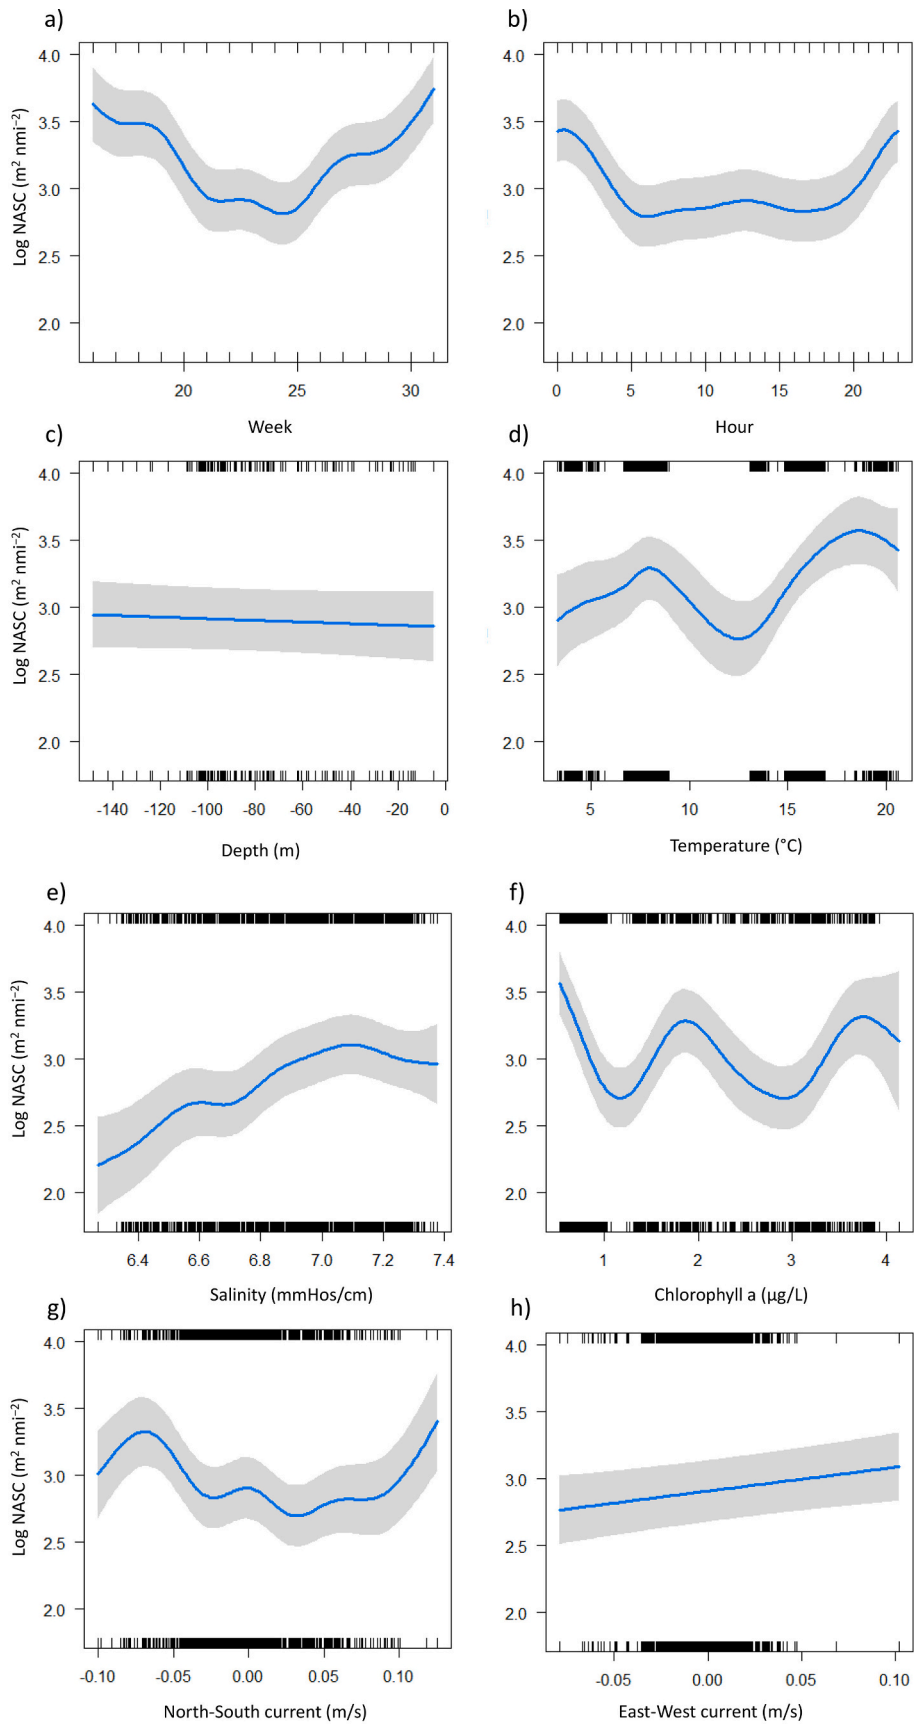 a) b)
4.0 4.0
3.5 3.5
3.0 3.0
2.5 2.5
2.0 2.0
Log NASC (m² nmi⁻²)
20 25 30 0 5 10 15 20
Week Hour
c) d)
4.0 4.0
3.5 3.5
3.0 3.0
2.5 2.5
2.0 2.0
Log NASC (m² nmi⁻²)
-140 -120 -100 -80 -60 -40 -20 0 5 10 15 20
Depth (m) Temperature (°C)
e) f)
4.0 4.0
3.5 3.5
3.0 3.0
2.5 2.5
2.0 2.0
Log NASC (m² nmi⁻²)
6.4 6.6 6.8 7.0 7.2 7.4 1 2 3 4
Salinity (mmHos/cm) Chlorophyll a (µg/L)
g) h)
4.0 4.0
3.5 3.5
3.0 3.0
2.5 2.5
2.0 2.0
Log NASC (m² nmi⁻²)
-0.10 -0.05 0.00 0.05 0.10 -0.05 0.00 0.05 0.10
North-South current (m/s) East-West current (m/s)